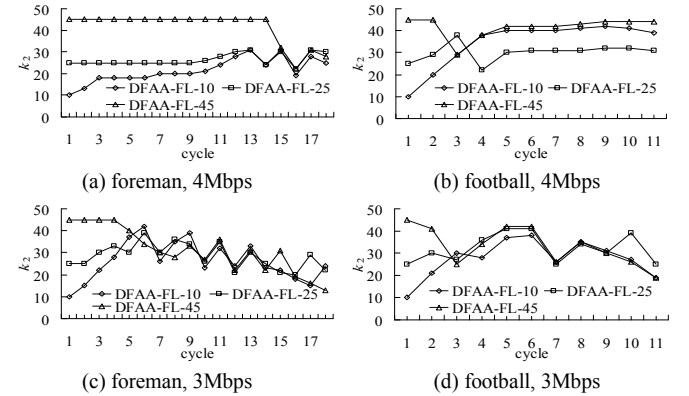 50
40
30
20
10
0
k2
DFAA-FL-10 DFAA-FL-25
DFAA-FL-45
1 3 5 7 9 11 13 15 17
cycle
(a) foreman, 4Mbps
50
40
30
20
10
0
k2
DFAA-FL-10 DFAA-FL-25
DFAA-FL-45
1 2 3 4 5 6 7 8 9 10 11
cycle
(b) football, 4Mbps
50
40
30
20
10
0
k2
DFAA-FL-10 DFAA-FL-25
DFAA-FL-45
1 3 5 7 9 11 13 15 17
cycle
(c) foreman, 3Mbps
50
40
30
20
10
0
k2
DFAA-FL-10 DFAA-FL-25
DFAA-FL-45
1 2 3 4 5 6 7 8 9 10 11
cycle
(d) football, 3Mbps